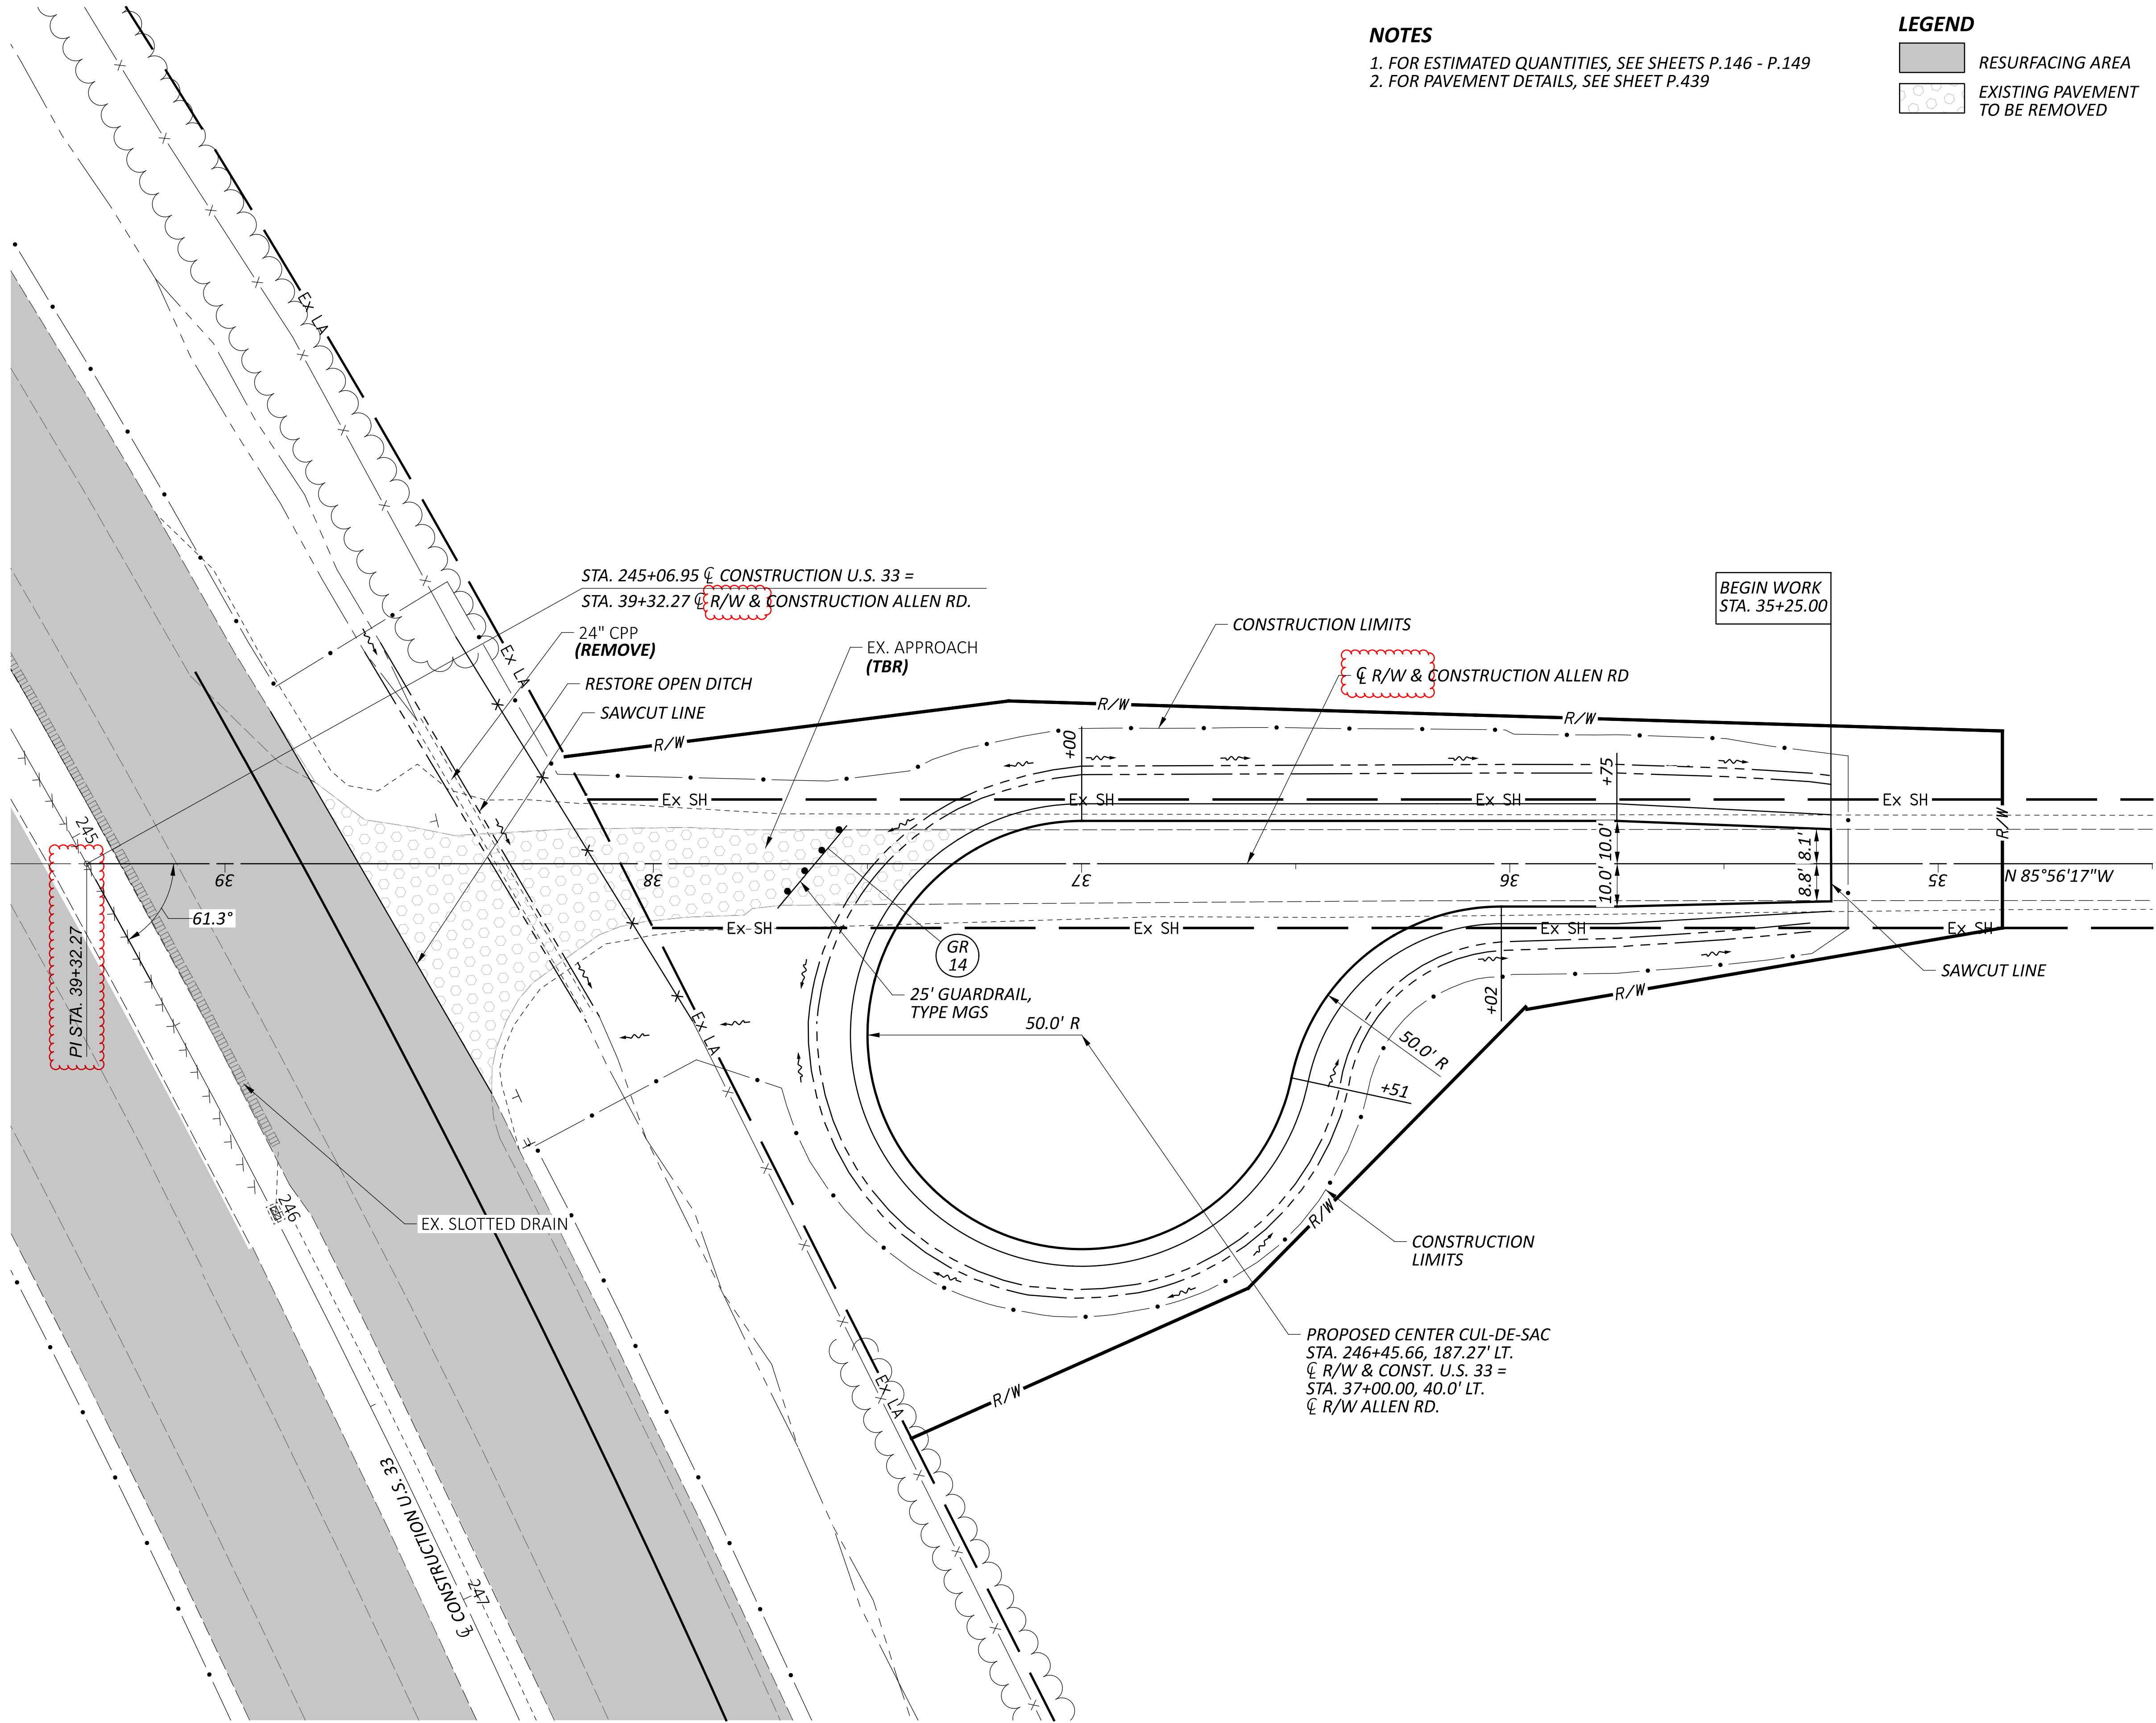 NOTES
1. FOR ESTIMATED QUANTITIES, SEE SHEETS P.146 - P.149
2. FOR PAVEMENT DETAILS, SEE SHEET P.439
LEGEND
RESURFACING AREA
EXISTING PAVEMENT
TO BE REMOVED
Ex LA
STA. 245+06.95 ℄ CONSTRUCTION U.S. 33 =
STA. 39+32.27 ℄ R/W & CONSTRUCTION ALLEN RD.
24" CPP
(REMOVE)
RESTORE OPEN DITCH
SAWCUT LINE
EX. APPROACH
(TBR)
Ex LA
CONSTRUCTION LIMITS
℄ R/W & CONSTRUCTION ALLEN RD
BEGIN WORK
STA. 35+25.00
R/W
R/W
R/W
+00
+75
Ex SH
Ex SH
Ex SH
Ex SH
R/W
10.0'
10.0'
8.1'
8.8'
245
39
38
37
36
35
N 85°56'17"W
61.3°
PI STA. 39+32.27
Ex SH
Ex SH
Ex SH
Ex SH
GR
14
25' GUARDRAIL,
TYPE MGS
50.0' R
+02
R/W
SAWCUT LINE
Ex LA
50.0' R
+51
246
EX. SLOTTED DRAIN
R/W
CONSTRUCTION
LIMITS
PROPOSED CENTER CUL-DE-SAC
STA. 246+45.66, 187.27' LT.
℄ R/W & CONST. U.S. 33 =
STA. 37+00.00, 40.0' LT.
℄ R/W ALLEN RD.
R/W
Ex LA
℄ CONSTRUCTION U.S. 33
247